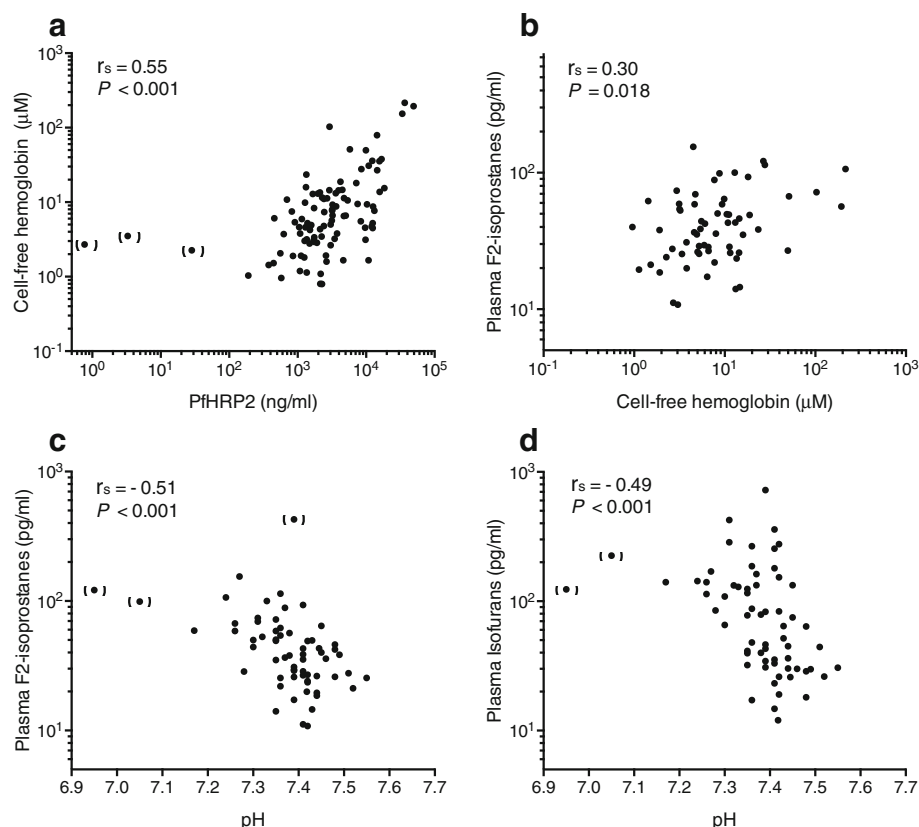 a
rs = 0.55
P < 0.001
Cell-free hemoglobin (μM)
10³
10²
10¹
10⁰
10⁻¹
10⁰ 10¹ 10² 10³ 10⁴ 10⁵
PfHRP2 (ng/ml)
b
rs = 0.30
P = 0.018
Plasma F2-isoprostanes (pg/ml)
10²
10¹
10⁻¹ 10⁰ 10¹ 10² 10³
Cell-free hemoglobin (μM)
c
rs = - 0.51
P < 0.001
Plasma F2-isoprostanes (pg/ml)
10³
10²
10¹
6.9 7.0 7.1 7.2 7.3 7.4 7.5 7.6 7.7
pH
d
rs = - 0.49
P < 0.001
Plasma Isofurans (pg/ml)
10³
10²
10¹
6.9 7.0 7.1 7.2 7.3 7.4 7.5 7.6 7.7
pH